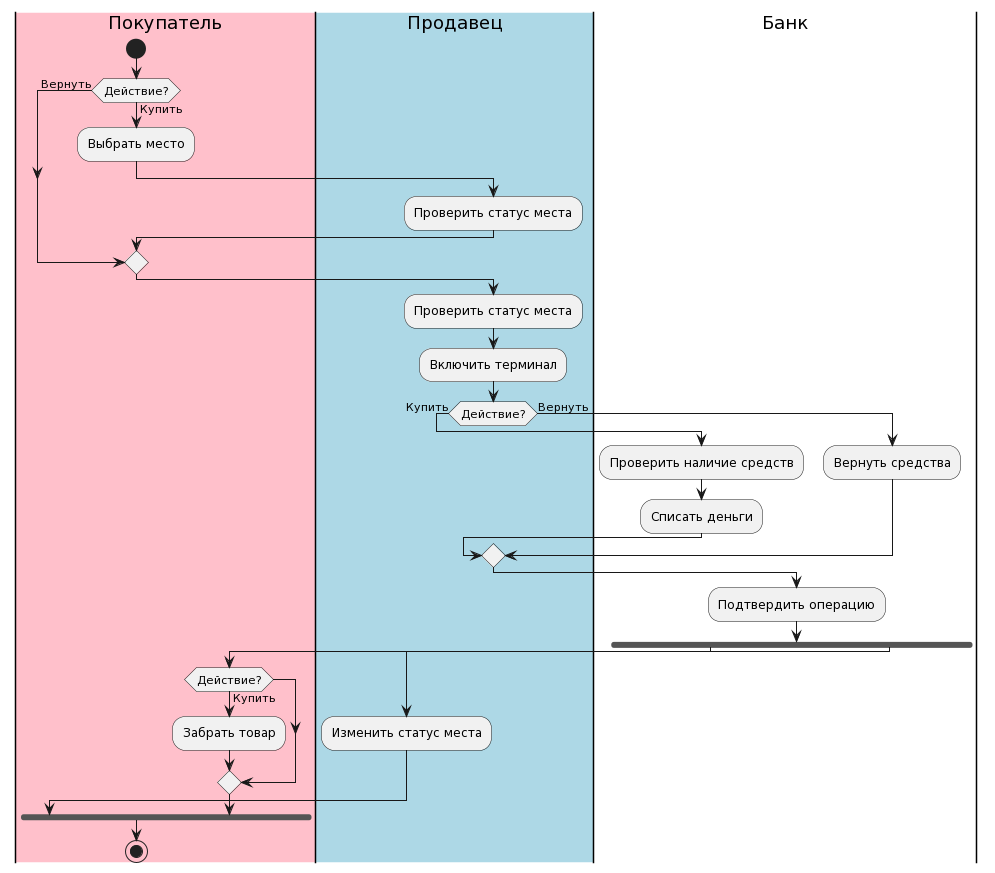 Покупатель
Продавец
Банк
Вернуть
Действие?
Купить
Выбрать место
Проверить статус места
Проверить статус места
Включить терминал
Купить
Действие?
Вернуть
Проверить наличие средств
Вернуть средства
Списать деньги
Подтвердить операцию
Действие?
Купить
Забрать товар
Изменить статус места